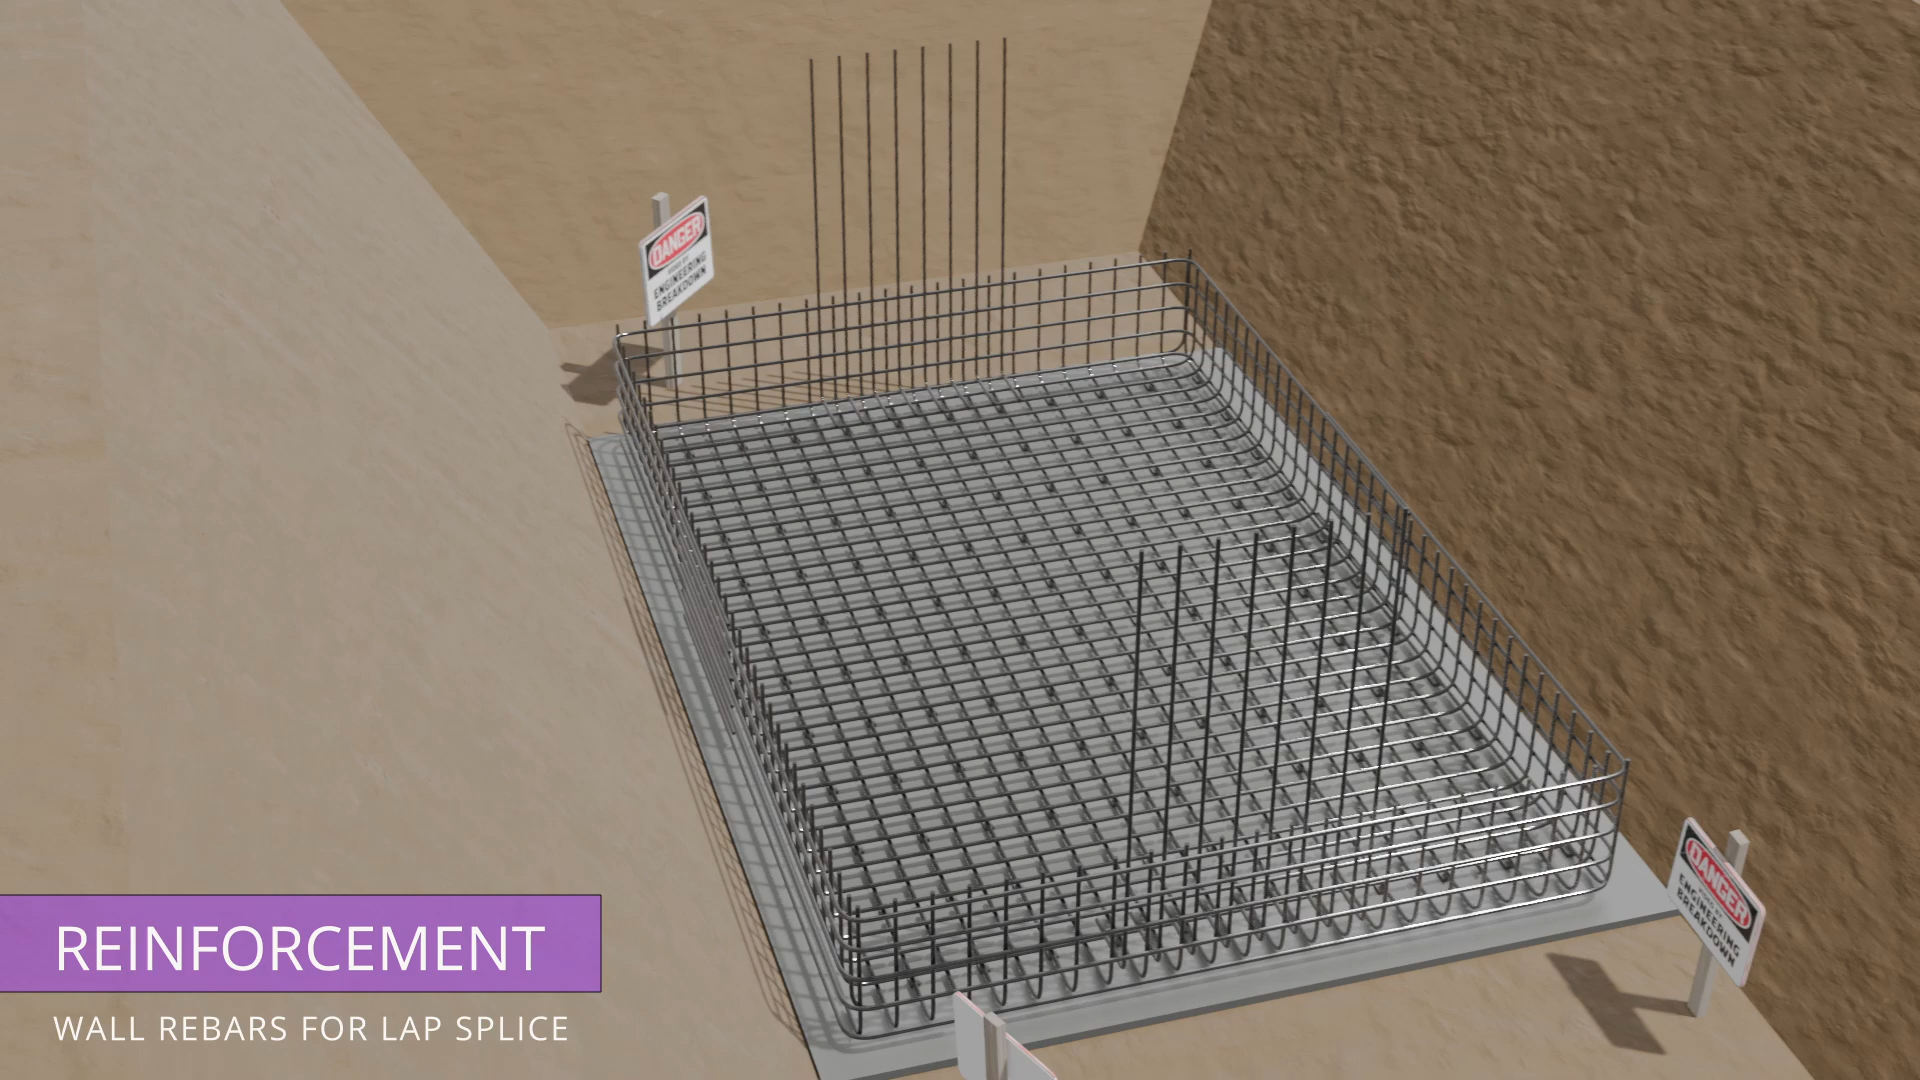 DANGER
ENGINEERING
BREAKDOWN
DANGER
ENGINEERING
BREAKDOWN
REINFORCEMENT
WALL REBARS FOR LAP SPLICE